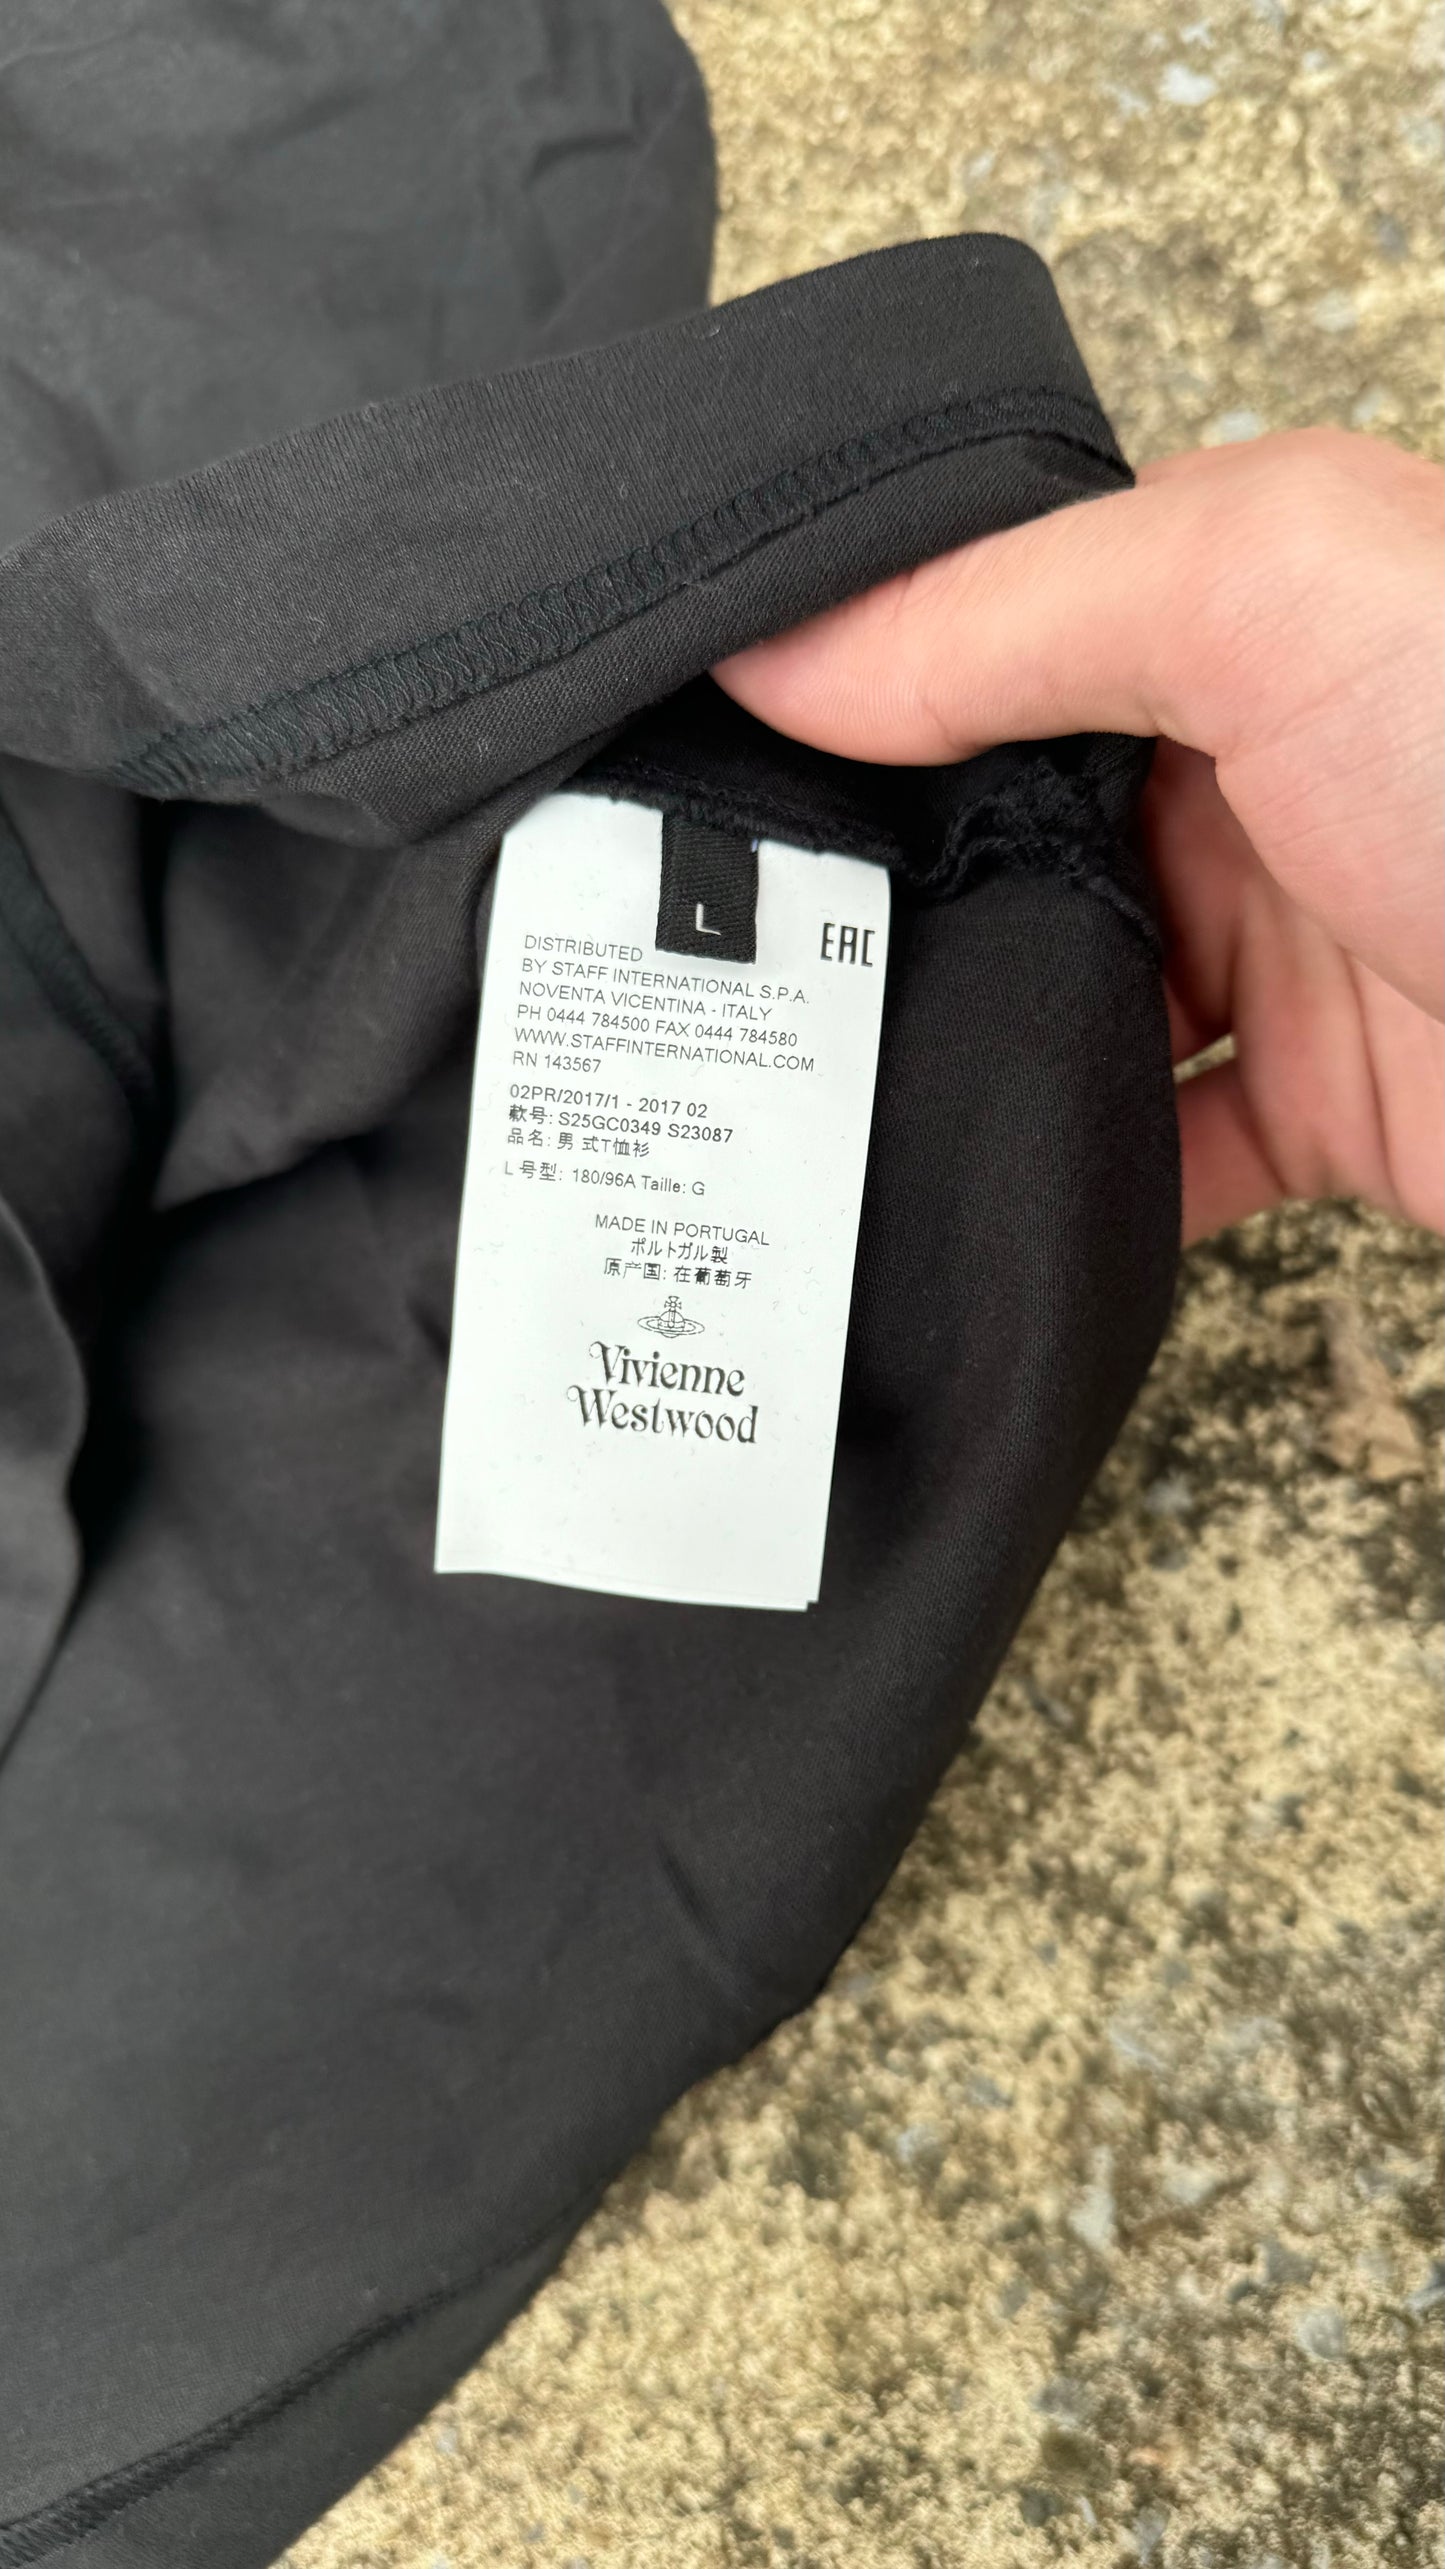 L
EAC
DISTRIBUTED
BY STAFF INTERNATIONAL S.P.A.
NOVENTA VICENTINA - ITALY
PH 0444 784500 FAX 0444 784580
WWW.STAFFINTERNATIONAL.COM
RN 143567
02PR/2017/1 - 2017 02
款号: S25GC0349 S23087
品名: 男 式T恤衫
L 号型: 180/96A Taille: G
MADE IN PORTUGAL
ポルトガル製
原产国: 在葡萄牙
Vivienne
Westwood